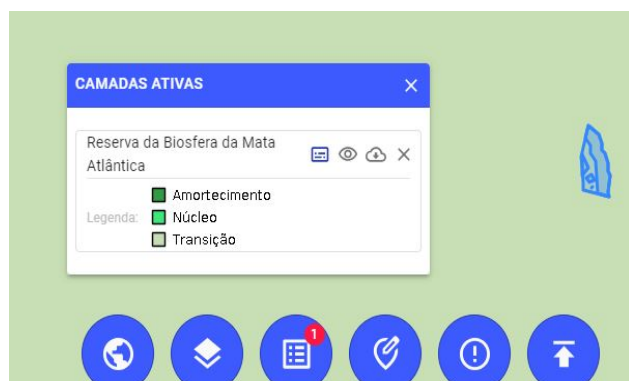 CAMADAS ATIVAS
Reserva da Biosfera da Mata
Atlântica
Legenda:
Amortecimento
Núcleo
Transição
1